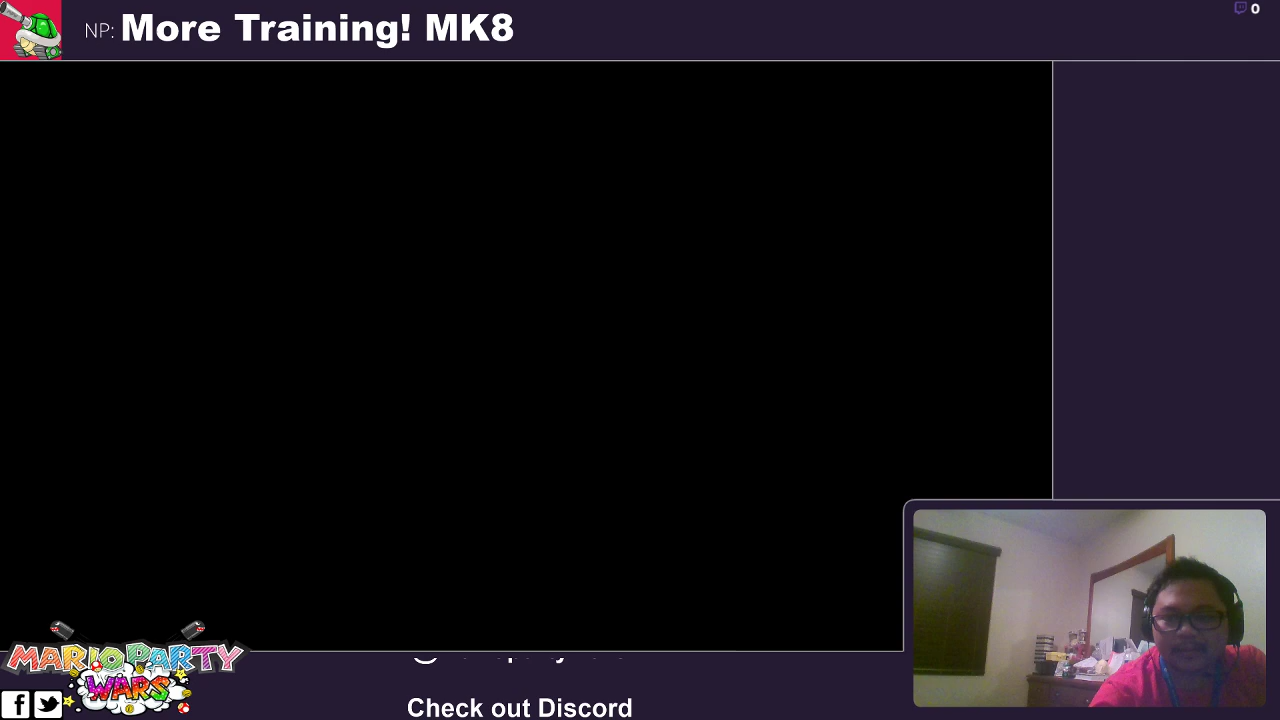 NP: More Training! MK8
0
MARIO PARTY
WARS
f
Check out Discord